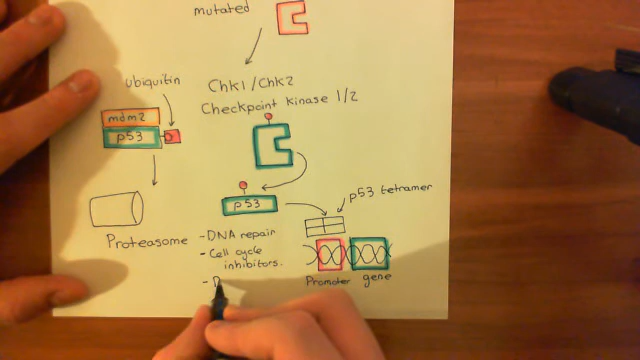 mutated
ubiquitin
Chk1/Chk2
Checkpoint kinase 1/2
mdm2
p53
p53
p53 tetramer
Proteasome
- DNA repair
- Cell cycle
inhibitors.
Promoter gene
-